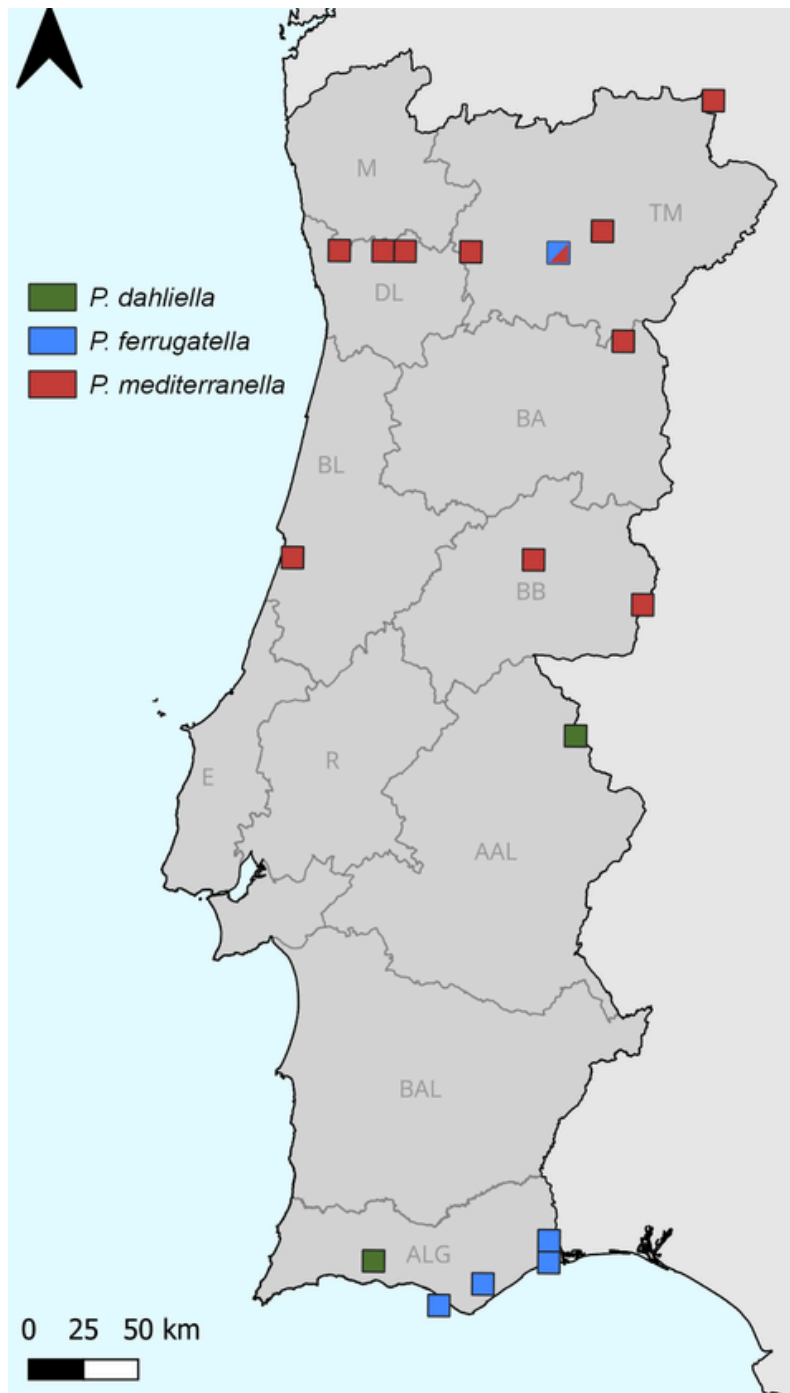 M
TM
DL
P. dahliella
P. ferrugatella
P. mediterranella
BA
BL
BB
R
E
AAL
BAL
ALG
0 25 50 km